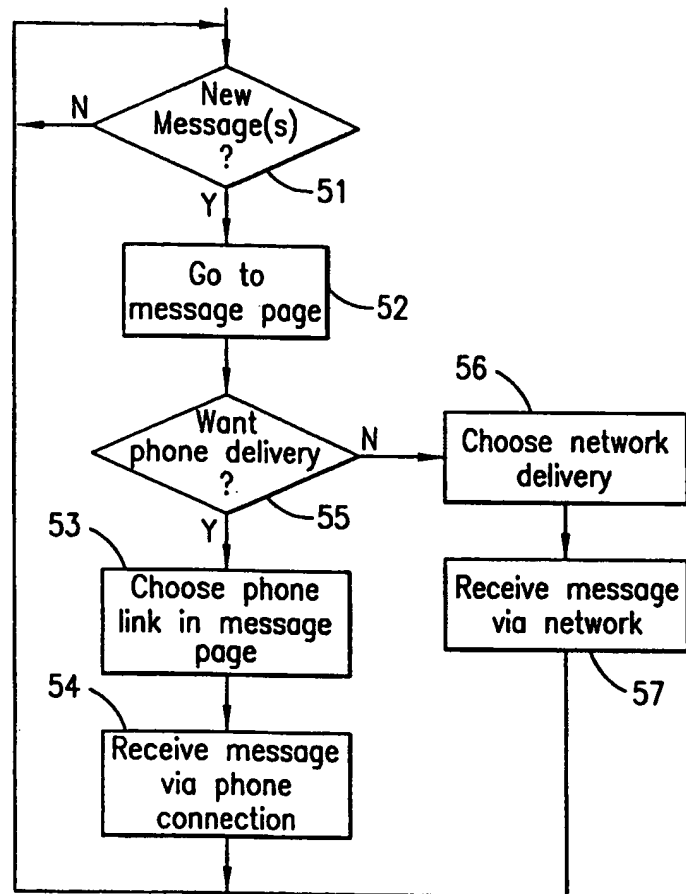 New
Message(s)
?
N
51
Y
Go to
message page
52
Want
phone delivery
?
N
55
Y
56
Choose network
delivery
53
Choose phone
link in message
page
Receive message
via network
57
54
Receive message
via phone
connection